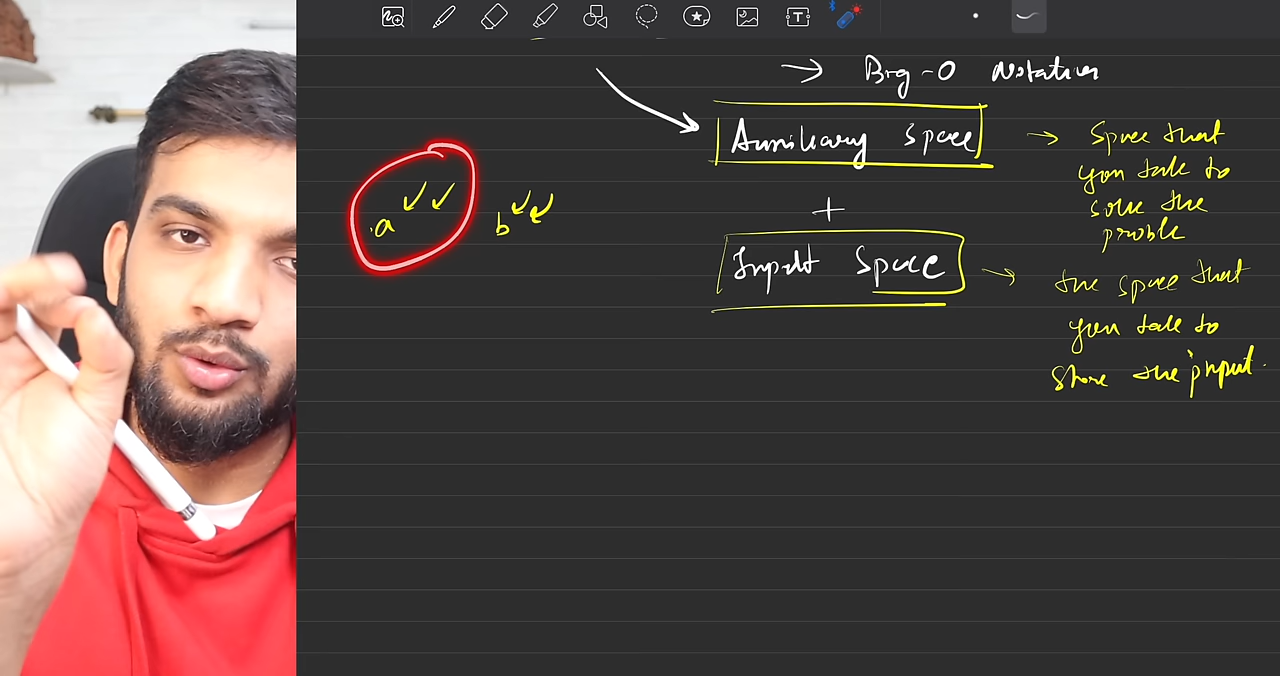 → Big-O Notation
Auxiliary Space → Space that
you take to
solve the
problem
a b
+
Input Space → the space that
you take to
store the input.
T